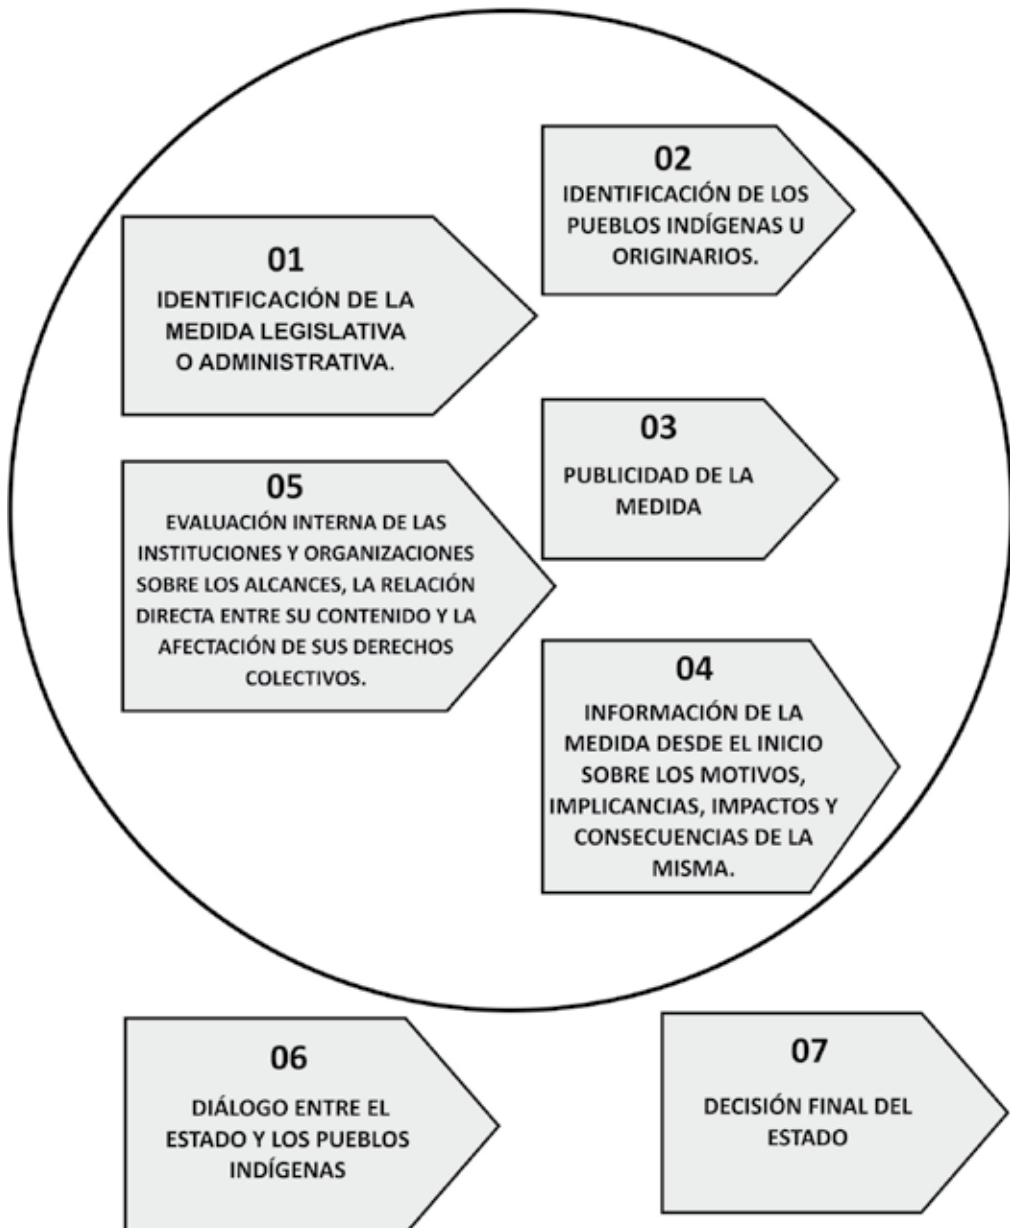 01
IDENTIFICACIÓN DE LA
MEDIDA LEGISLATIVA
O ADMINISTRATIVA.
02
IDENTIFICACIÓN DE LOS
PUEBLOS INDÍGENAS U
ORIGINARIOS.
03
PUBLICIDAD DE LA
MEDIDA
04
INFORMACIÓN DE LA
MEDIDA DESDE EL INICIO
SOBRE LOS MOTIVOS,
IMPLICANCIAS, IMPACTOS Y
CONSECUENCIAS DE LA
MISMA.
05
EVALUACIÓN INTERNA DE LAS
INSTITUCIONES Y ORGANIZACIONES
SOBRE LOS ALCANCES, LA RELACIÓN
DIRECTA ENTRE SU CONTENIDO Y LA
AFECTACIÓN DE SUS DERECHOS
COLECTIVOS.
06
DIÁLOGO ENTRE EL
ESTADO Y LOS PUEBLOS
INDÍGENAS
07
DECISIÓN FINAL DEL
ESTADO